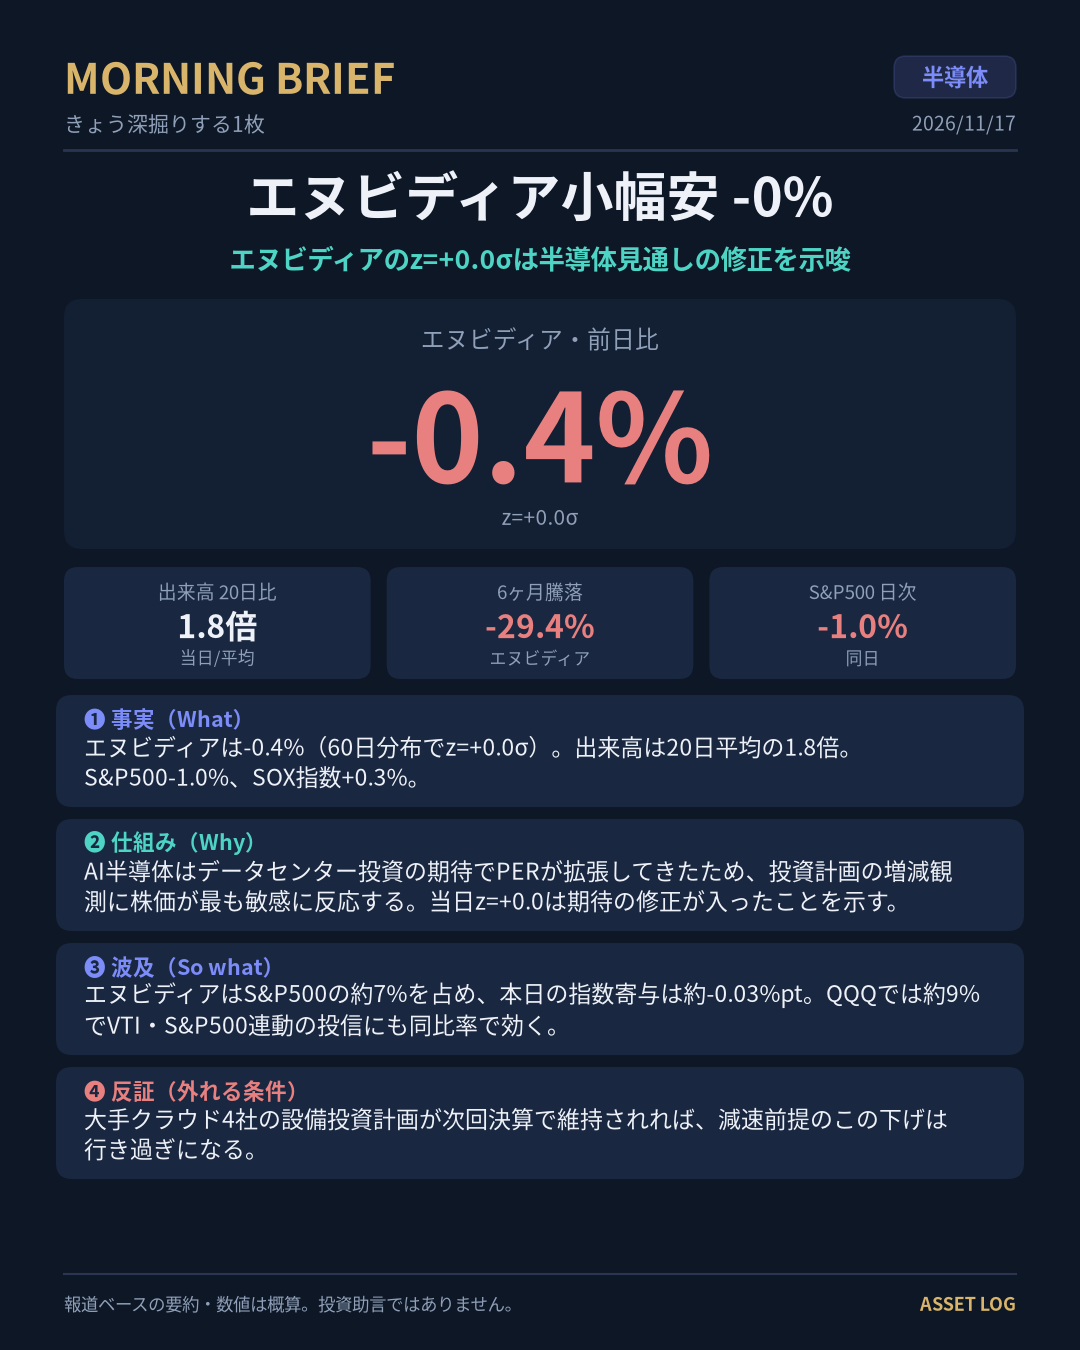 MORNING BRIEF
半導体
きょう深掘りする1枚
2026/11/17
エヌビディア小幅安 -0%
エヌビディアのz=+0.0σは半導体見通しの修正を示唆
エヌビディア・前日比
-0.4%
z=+0.0σ
出来高 20日比
1.8倍
当日/平均
6ヶ月騰落
-29.4%
エヌビディア
S&P500 日次
-1.0%
同日
❶ 事実（What）
エヌビディアは-0.4%（60日分布でz=+0.0σ）。出来高は20日平均の1.8倍。
S&P500-1.0%、SOX指数+0.3%。
❷ 仕組み（Why）
AI半導体はデータセンター投資の期待でPERが拡張してきたため、投資計画の増減観
測に株価が最も敏感に反応する。当日z=+0.0は期待の修正が入ったことを示す。
❸ 波及（So what）
エヌビディアはS&P500の約7%を占め、本日の指数寄与は約-0.03%pt。QQQでは約9%
でVTI・S&P500連動の投信にも同比率で効く。
❹ 反証（外れる条件）
大手クラウド4社の設備投資計画が次回決算で維持されれば、減速前提のこの下げは
行き過ぎになる。
報道ベースの要約・数値は概算。投資助言ではありません。
ASSET LOG